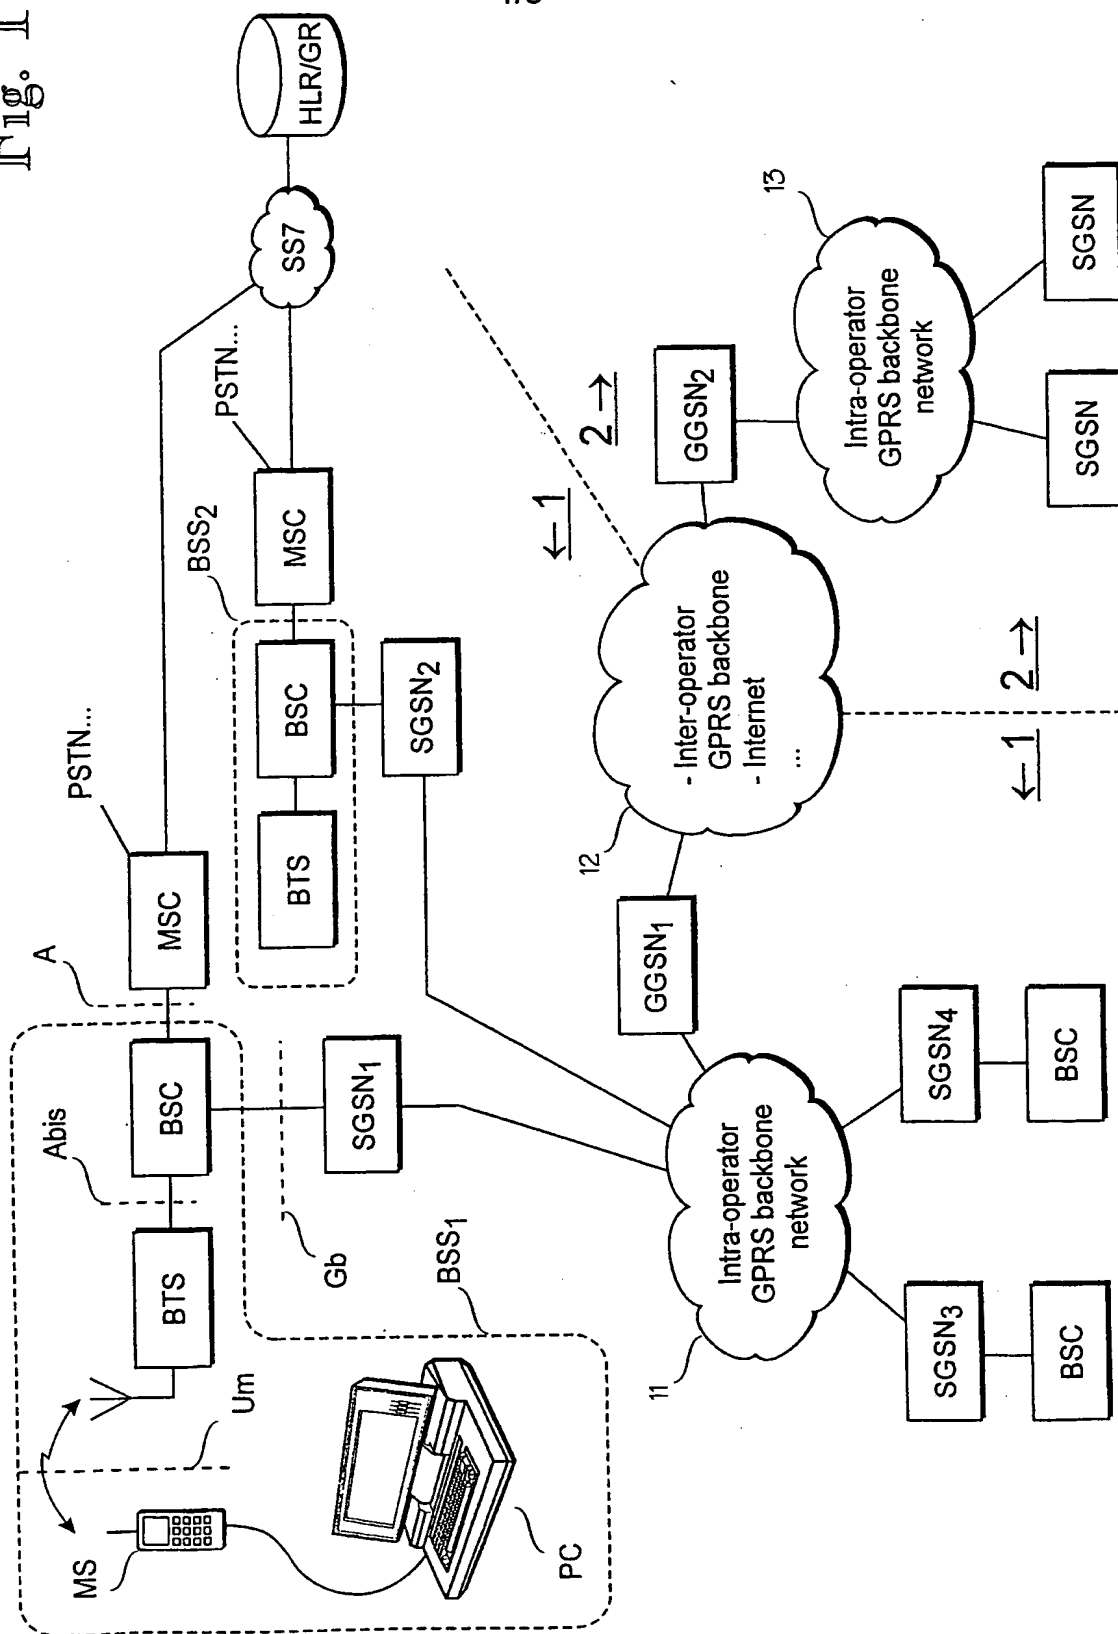 Fig. 1
HLR/GR
SS7
PSTN...
MSC
BSS2
BSC
BTS
SGSN2
PSTN...
MSC
A
BSC
Abis
BTS
Um
MS
PC
SGSN1
Gb
BSS1
←1
2→
GGSN2
13
Intra-operator
GPRS backbone
network
SGSN
SGSN
12
- Inter-operator
GPRS backbone
- Internet
...
←1
2→
GGSN1
11
Intra-operator
GPRS backbone
network
SGSN4
BSC
SGSN3
BSC